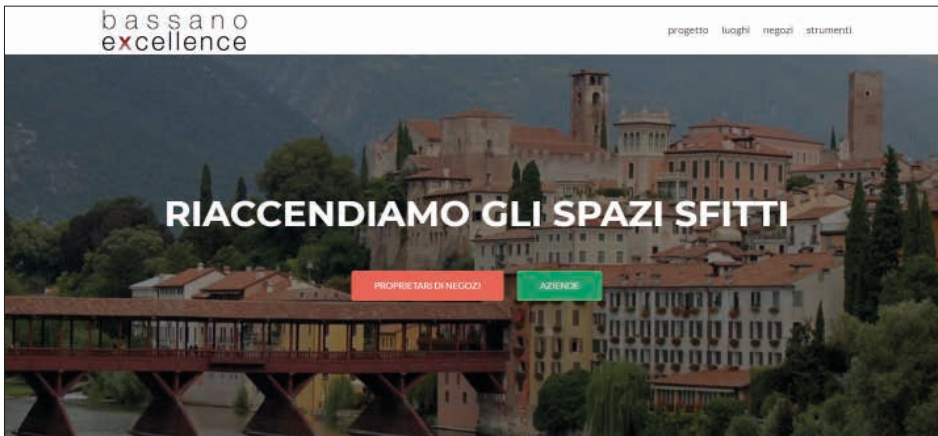 bassano
excellence
progetto luoghi negozi strumenti
RIACCENDIAMO GLI SPAZI SFITTI
PROPRIETARI DI NEGOZI AZIENDE